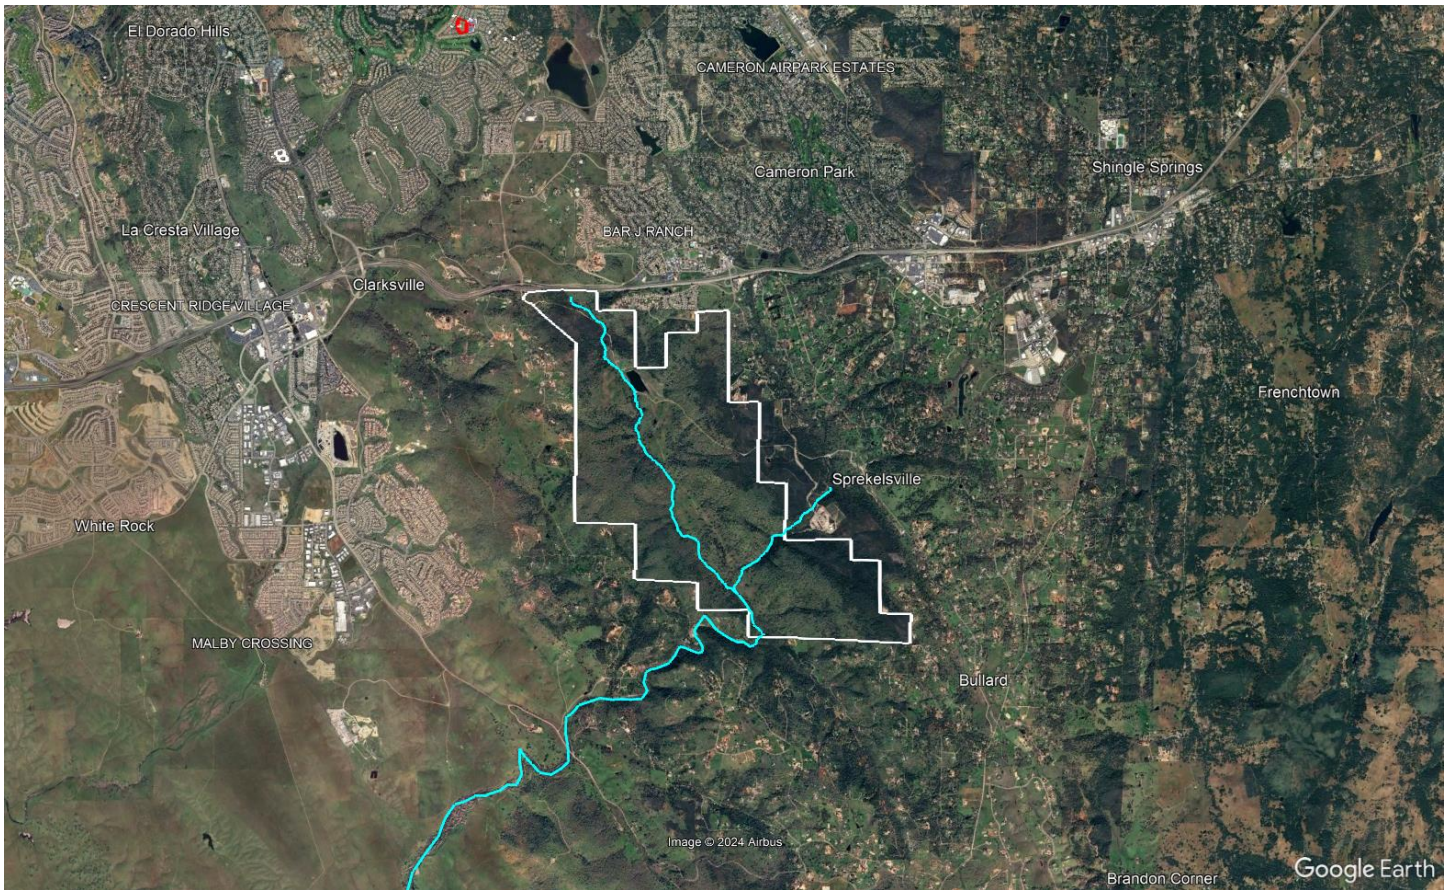 El Dorado Hills
CAMERON AIRPARK ESTATES
Cameron Park
Shingle Springs
La Cresta Village
BAR J RANCH
Clarksville
CRESCENT RIDGE VILLAGE
Frenchtown
Sprekelsville
White Rock
MALBY CROSSING
Bullard
Image © 2024 Airbus
Google Earth
Brandon Corner